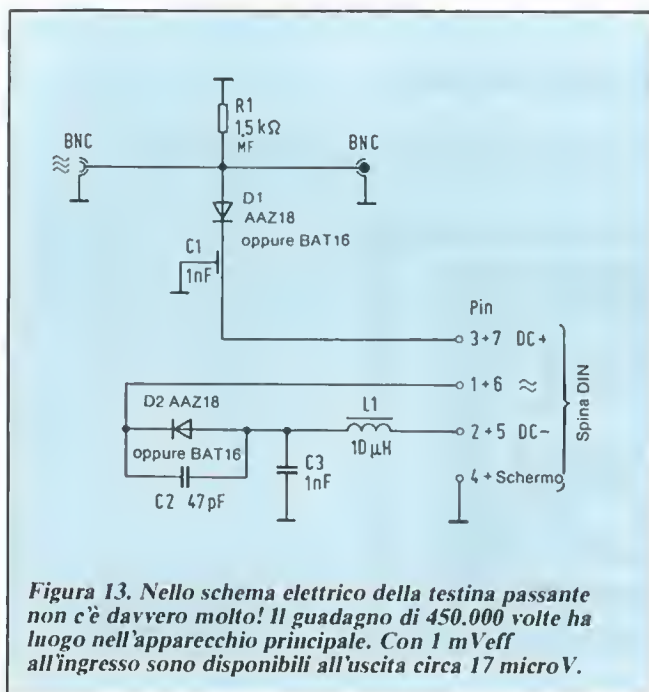 R1
1,5 kΩ
MF
BNC
BNC
D1
AAZ18
oppure BAT16
C1
1nF
Pin
3+7 DC+
1+6 ≈
D2 AAZ18
L1
2+5 DC-
oppure BAT16
10 µH
C3
1nF
4 + Schermo
C2 47pF
Spina DIN
Figura 13. Nello schema elettrico della testina passante
non c'è davvero molto! Il guadagno di 450.000 volte ha
luogo nell'apparecchio principale. Con 1 mVeff
all'ingresso sono disponibili all'uscita circa 17 microV.